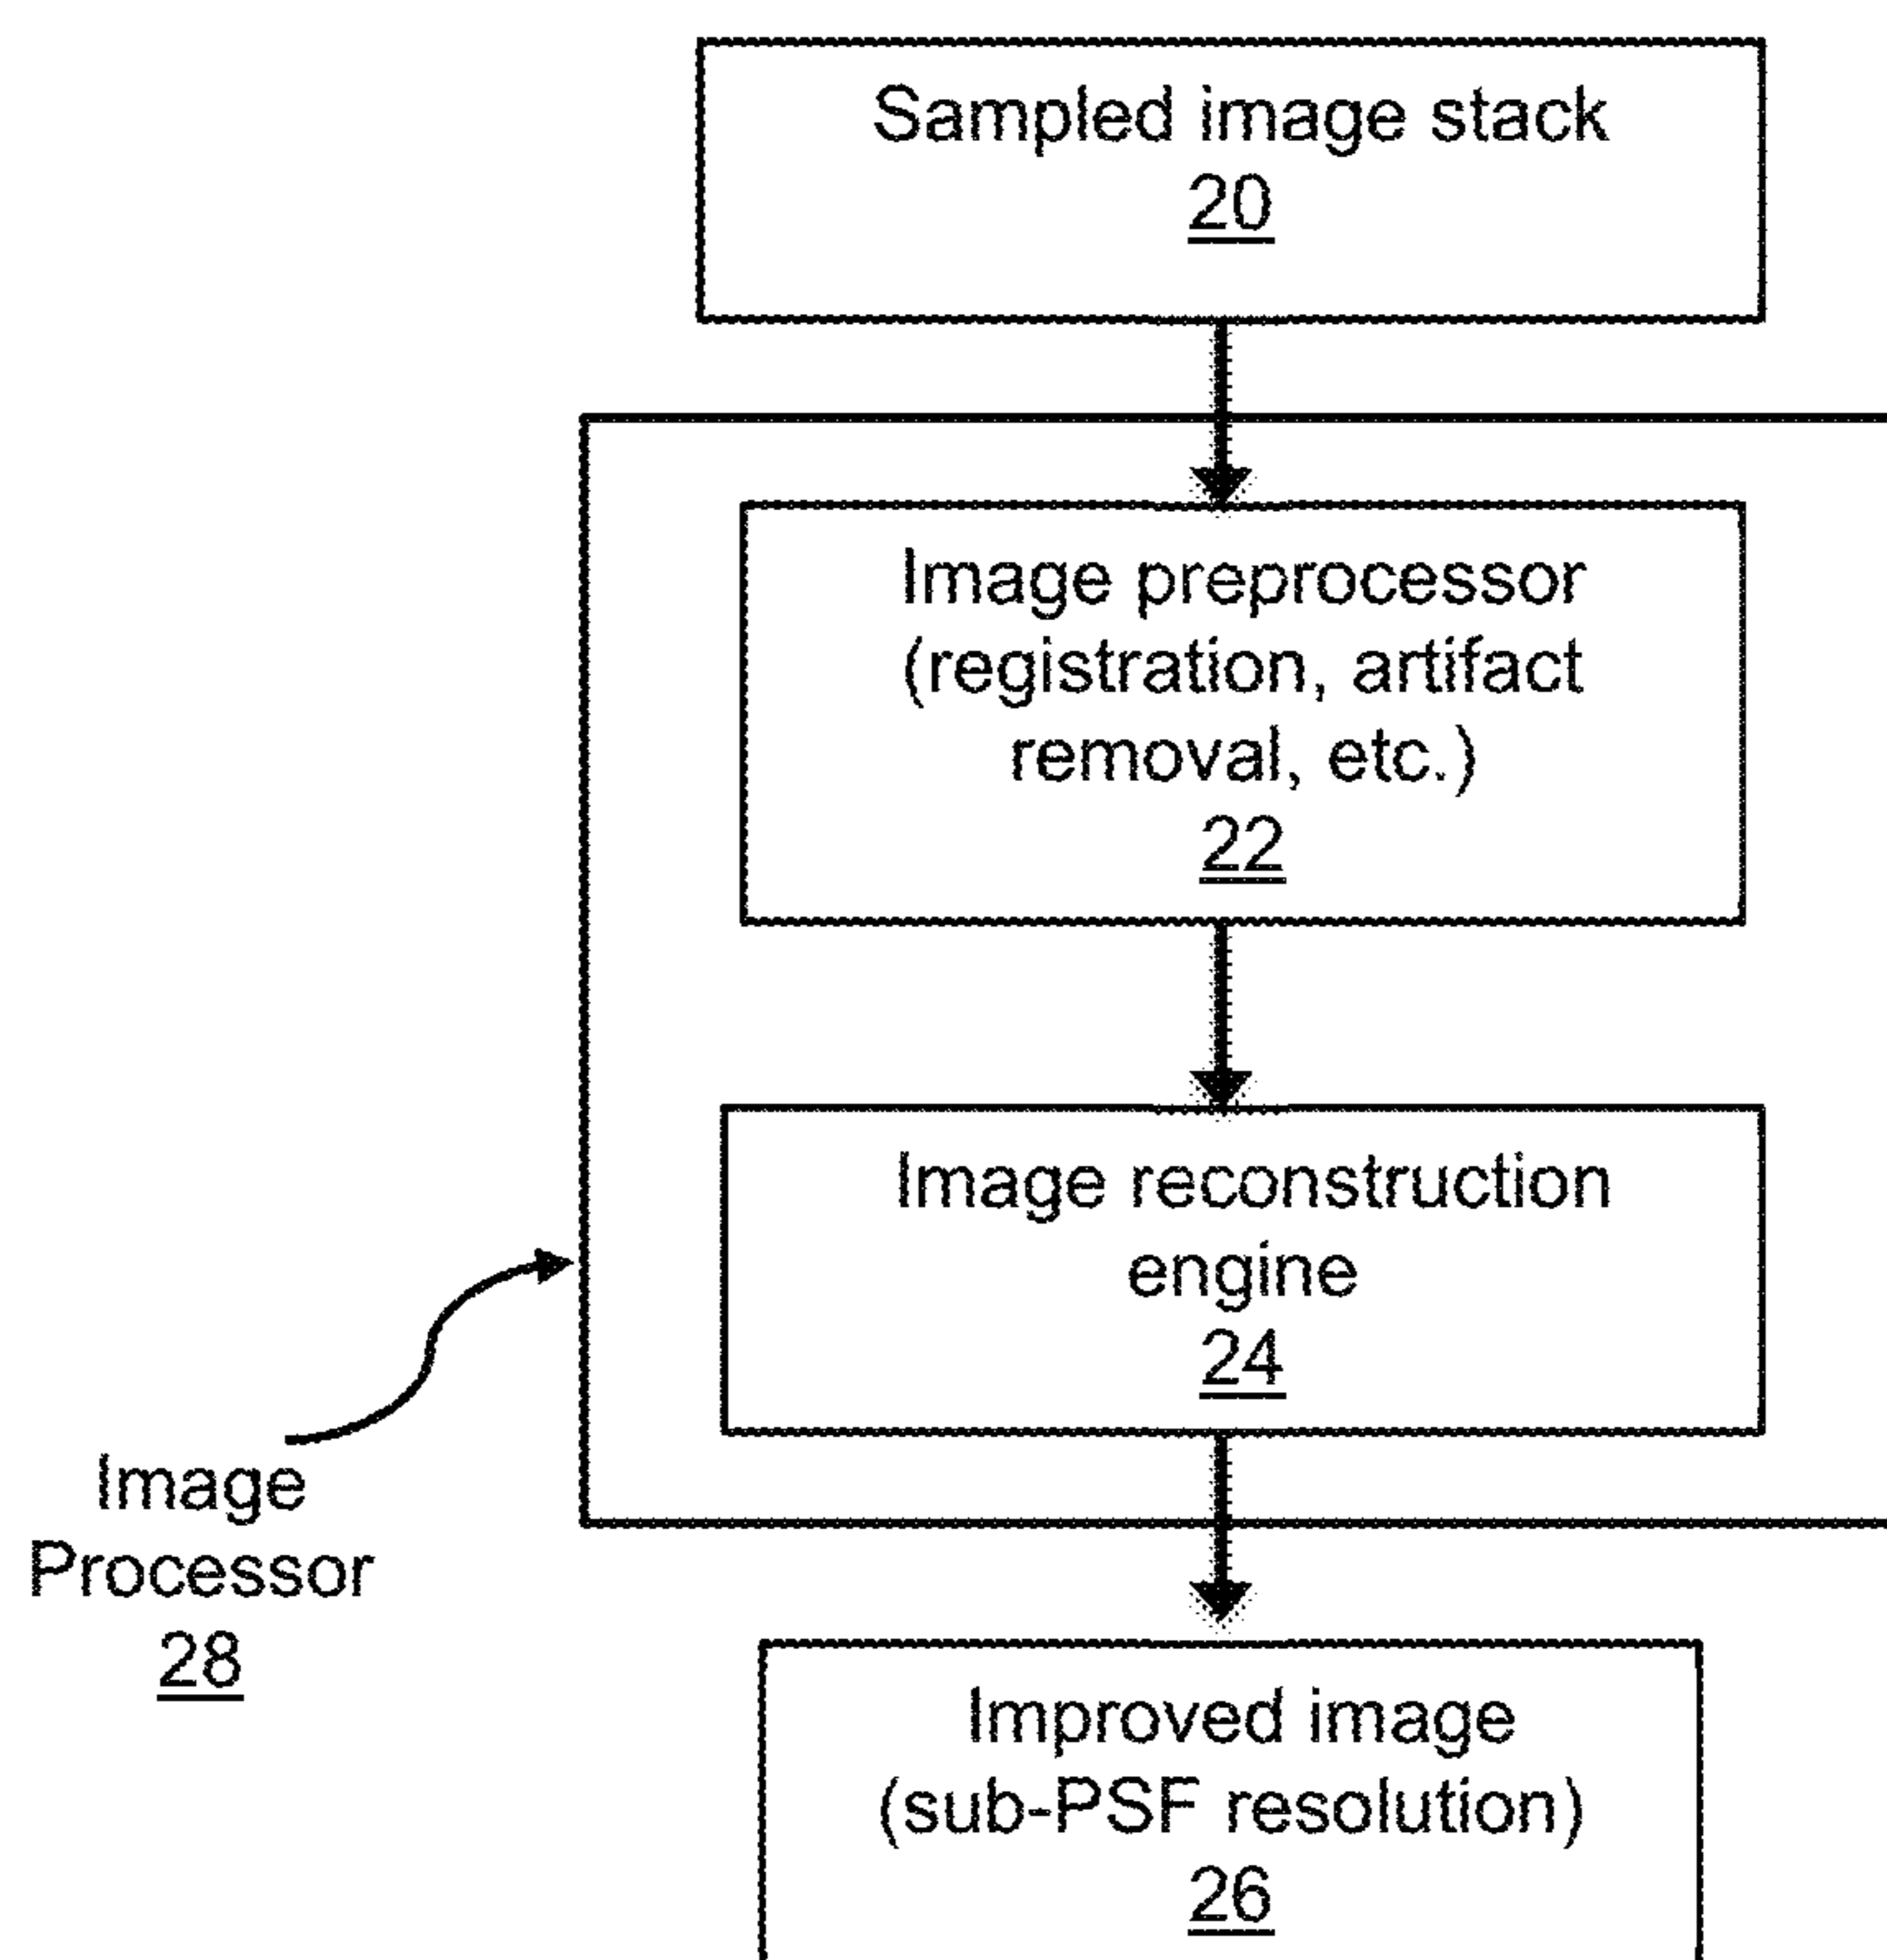 Sampled image stack
20
Image preprocessor
(registration, artifact
removal, etc.)
22
Image reconstruction
engine
24
Image
Processor
28
Improved image
(sub-PSF resolution)
26